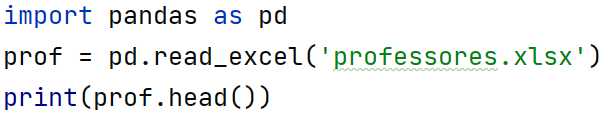 import pandas as pd
prof = pd.read_excel('professores.xlsx')
print(prof.head())